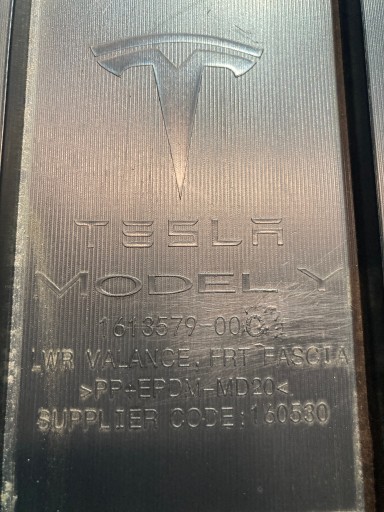 TESLA
MODEL Y
LWR VALANCE, FRT FASCIA
>PP+EPDM-MD20<
SUPPLIER CODE:160530